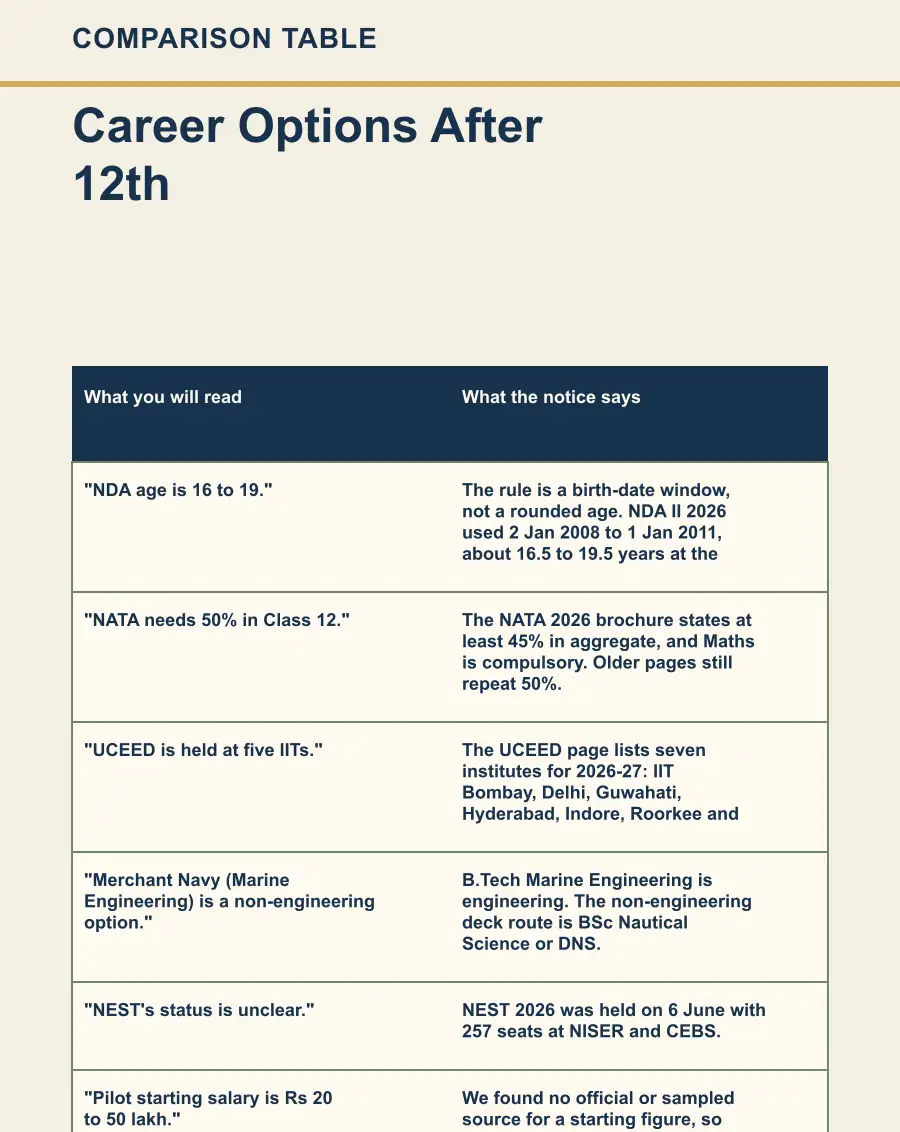 COMPARISON TABLE
Career Options After
12th
What you will read
What the notice says
"NDA age is 16 to 19."
The rule is a birth-date window,
not a rounded age. NDA II 2026
used 2 Jan 2008 to 1 Jan 2011,
about 16.5 to 19.5 years at the
"NATA needs 50% in Class 12."
The NATA 2026 brochure states at
least 45% in aggregate, and Maths
is compulsory. Older pages still
repeat 50%.
"UCEED is held at five IITs."
The UCEED page lists seven
institutes for 2026-27: IIT
Bombay, Delhi, Guwahati,
Hyderabad, Indore, Roorkee and
"Merchant Navy (Marine
Engineering) is a non-engineering
option."
B.Tech Marine Engineering is
engineering. The non-engineering
deck route is BSc Nautical
Science or DNS.
"NEST's status is unclear."
NEST 2026 was held on 6 June with
257 seats at NISER and CEBS.
"Pilot starting salary is Rs 20
to 50 lakh."
We found no official or sampled
source for a starting figure, so